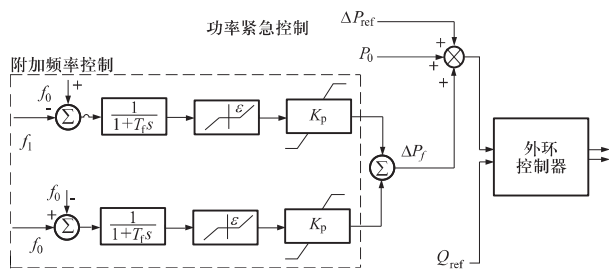 功率紧急控制
ΔP_ref
附加频率控制
P_0
+
+
+
f_0
+
-
Σ
f_1
1/(1+T_f s)
ε
K_p
Σ
ΔP_f
外环
控制器
f_0
-
+
Σ
f_0
1/(1+T_f s)
ε
K_p
Q_ref